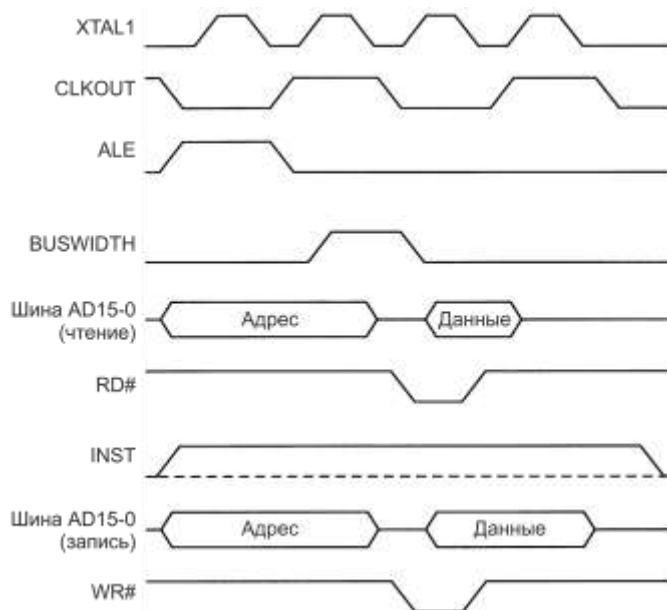 XTAL1
CLKOUT
ALE
BUSWIDTH
Шина AD15-0
(чтение)
Адрес
Данные
RD#
INST
Шина AD15-0
(запись)
Адрес
Данные
WR#